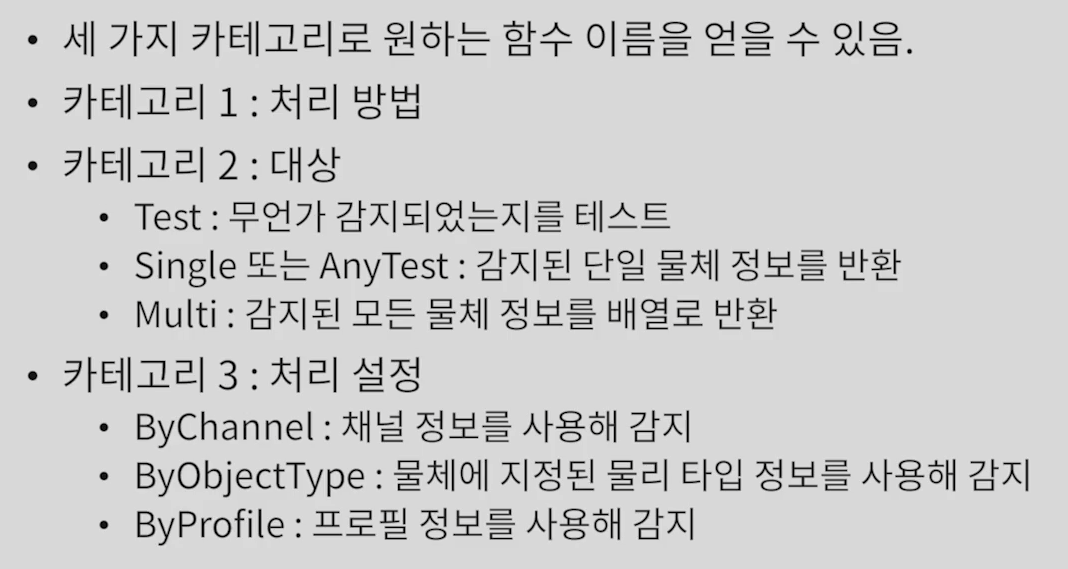 • 세 가지 카테고리로 원하는 함수 이름을 얻을 수 있음.
• 카테고리 1 : 처리 방법
• 카테고리 2 : 대상
• Test : 무언가 감지되었는지를 테스트
• Single 또는 AnyTest : 감지된 단일 물체 정보를 반환
• Multi : 감지된 모든 물체 정보를 배열로 반환
• 카테고리 3 : 처리 설정
• ByChannel : 채널 정보를 사용해 감지
• ByObjectType : 물체에 지정된 물리 타입 정보를 사용해 감지
• ByProfile : 프로필 정보를 사용해 감지